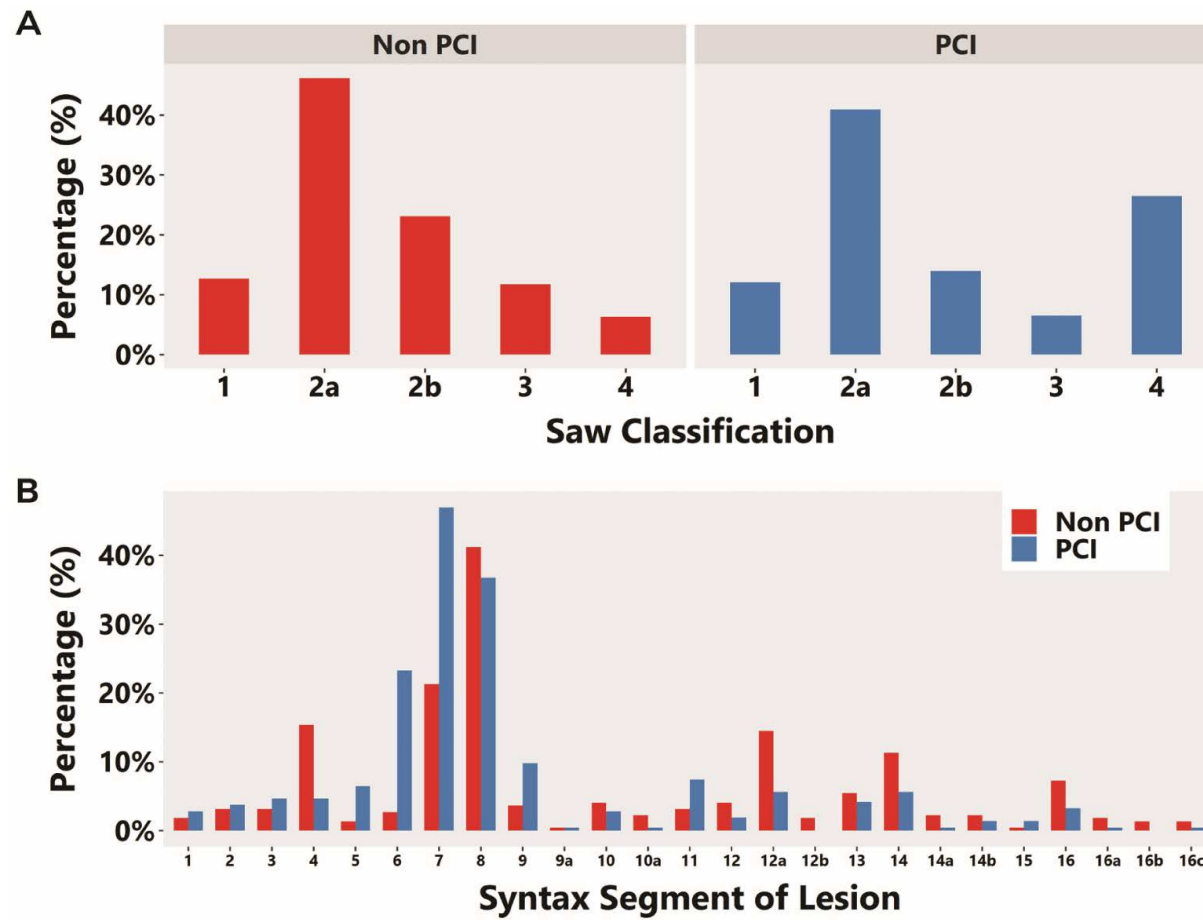 A
Non PCI PCI
Percentage (%)
40%
30%
20%
10%
0%
1 2a 2b 3 4 1 2a 2b 3 4
Saw Classification
B
Non PCI
PCI
Percentage (%)
40%
30%
20%
10%
0%
1 2 3 4 5 6 7 8 9 9a 10 10a 11 12 12a 12b 13 14 14a 14b 15 16 16a 16b 16c
Syntax Segment of Lesion